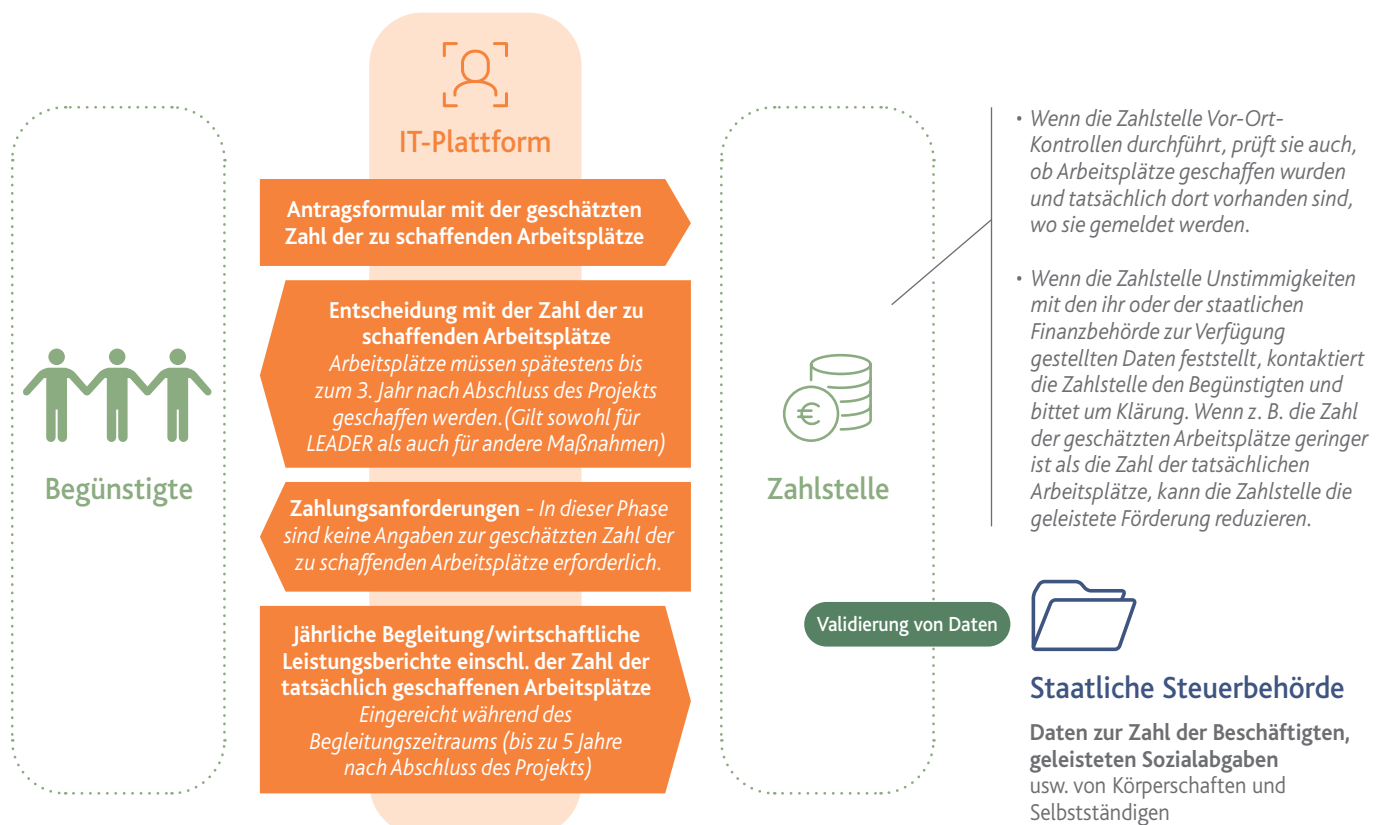 IT-Plattform
Antragsformular mit der geschätzten
Zahl der zu schaffenden Arbeitsplätze
Entscheidung mit der Zahl der zu
schaffenden Arbeitsplätze
Arbeitsplätze müssen spätestens bis
zum 3. Jahr nach Abschluss des Projekts
geschaffen werden.(Gilt sowohl für
LEADER als auch für andere Maßnahmen)
Zahlungsanforderungen - In dieser Phase
sind keine Angaben zur geschätzten Zahl der
zu schaffenden Arbeitsplätze erforderlich.
Jährliche Begleitung/wirtschaftliche
Leistungsberichte einschl. der Zahl der
tatsächlich geschaffenen Arbeitsplätze
Eingereicht während des
Begleitungszeitraums (bis zu 5 Jahre
nach Abschluss des Projekts)
Begünstigte
€
Zahlstelle
• Wenn die Zahlstelle Vor-Ort-
Kontrollen durchführt, prüft sie auch,
ob Arbeitsplätze geschaffen wurden
und tatsächlich dort vorhanden sind,
wo sie gemeldet werden.
• Wenn die Zahlstelle Unstimmigkeiten
mit den ihr oder der staatlichen
Finanzbehörde zur Verfügung
gestellten Daten feststellt, kontaktiert
die Zahlstelle den Begünstigten und
bittet um Klärung. Wenn z. B. die Zahl
der geschätzten Arbeitsplätze geringer
ist als die Zahl der tatsächlichen
Arbeitsplätze, kann die Zahlstelle die
geleistete Förderung reduzieren.
Validierung von Daten
Staatliche Steuerbehörde
Daten zur Zahl der Beschäftigten,
geleisteten Sozialabgaben
usw. von Körperschaften und
Selbstständigen